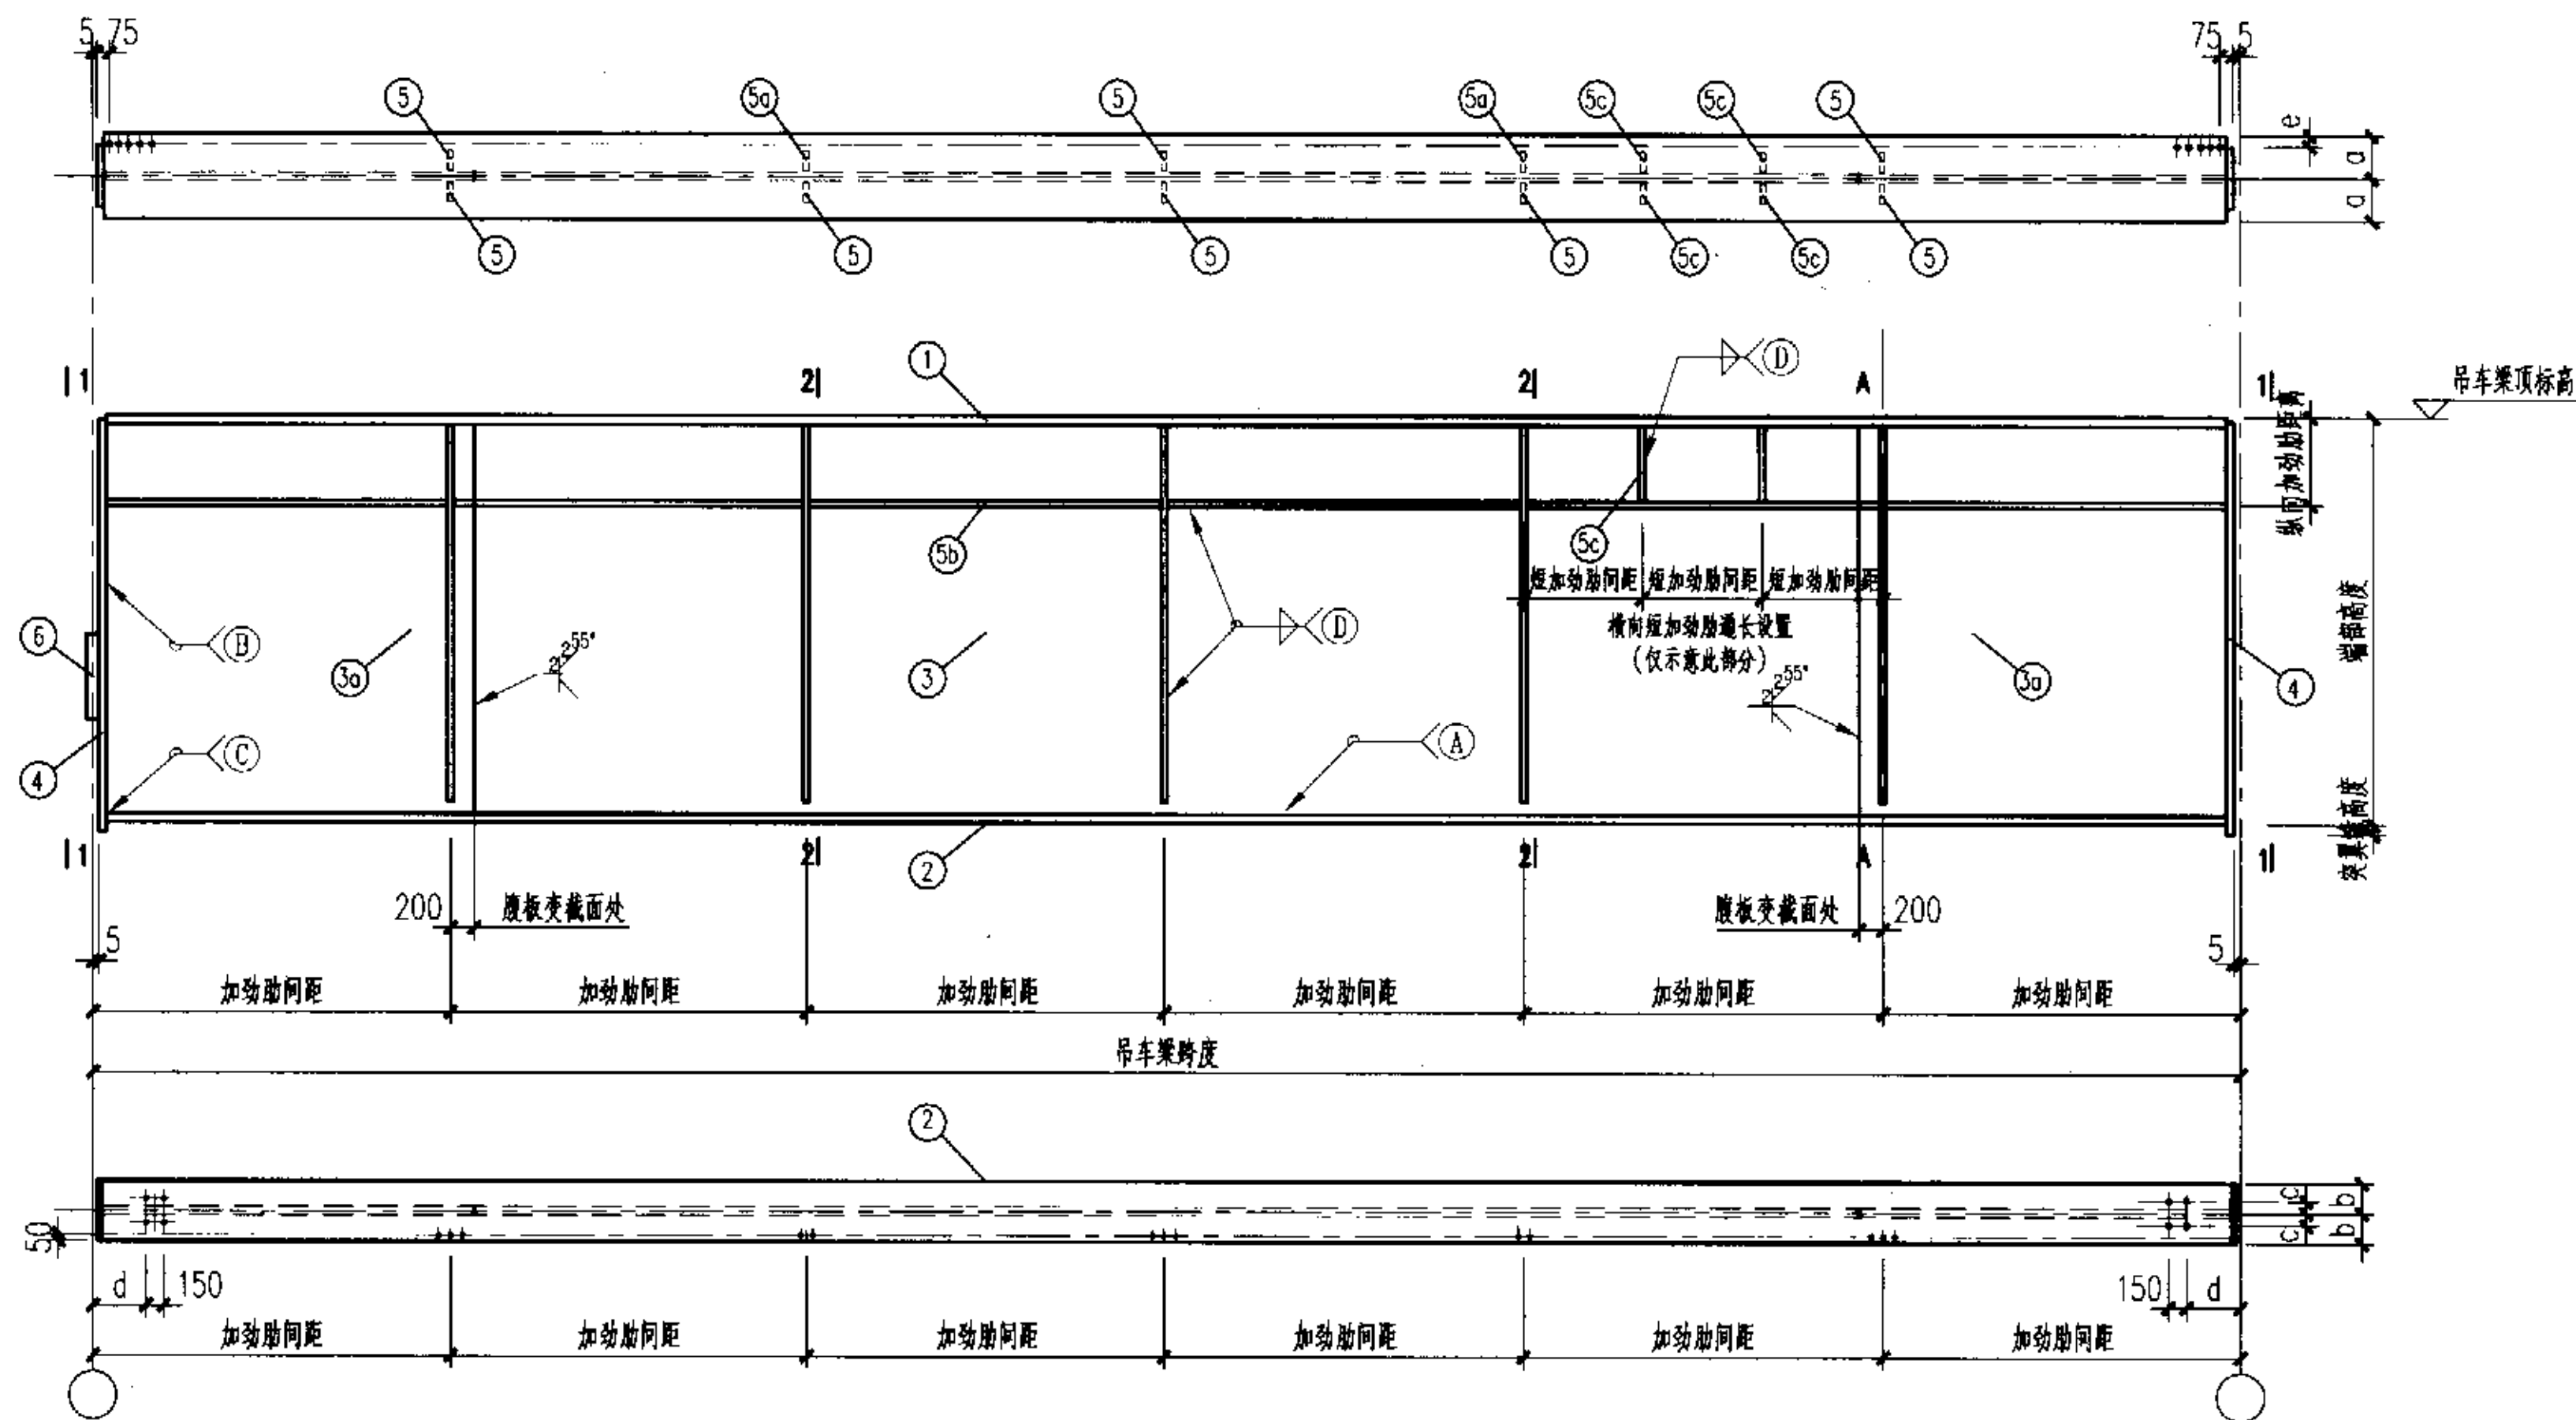 5 75
75 5
5 5a 5 5a 5c 5c 5
e
a
a
5 6 5 5 5c 5c 5
1 2 1 2 D A 1
吊车梁顶标高
纵向加劲肋距离
5b
5c
短加劲肋间距 短加劲肋间距 短加劲肋间距
横向短加劲肋通长设置
(仅示意此部分)
端部高度
6 B 3a 2 2 55° 3 D 2 2 55° 3a 4
4 C A
突翼缘高度
1 2 2 2 A 1
200 腹板变截面处
腹板变截面处 200
5 5
加劲肋间距 加劲肋间距 加劲肋间距 加劲肋间距 加劲肋间距 加劲肋间距
吊车梁跨度
2
50
c b
c b
d 150
150 d
加劲肋间距 加劲肋间距 加劲肋间距 加劲肋间距 加劲肋间距 加劲肋间距